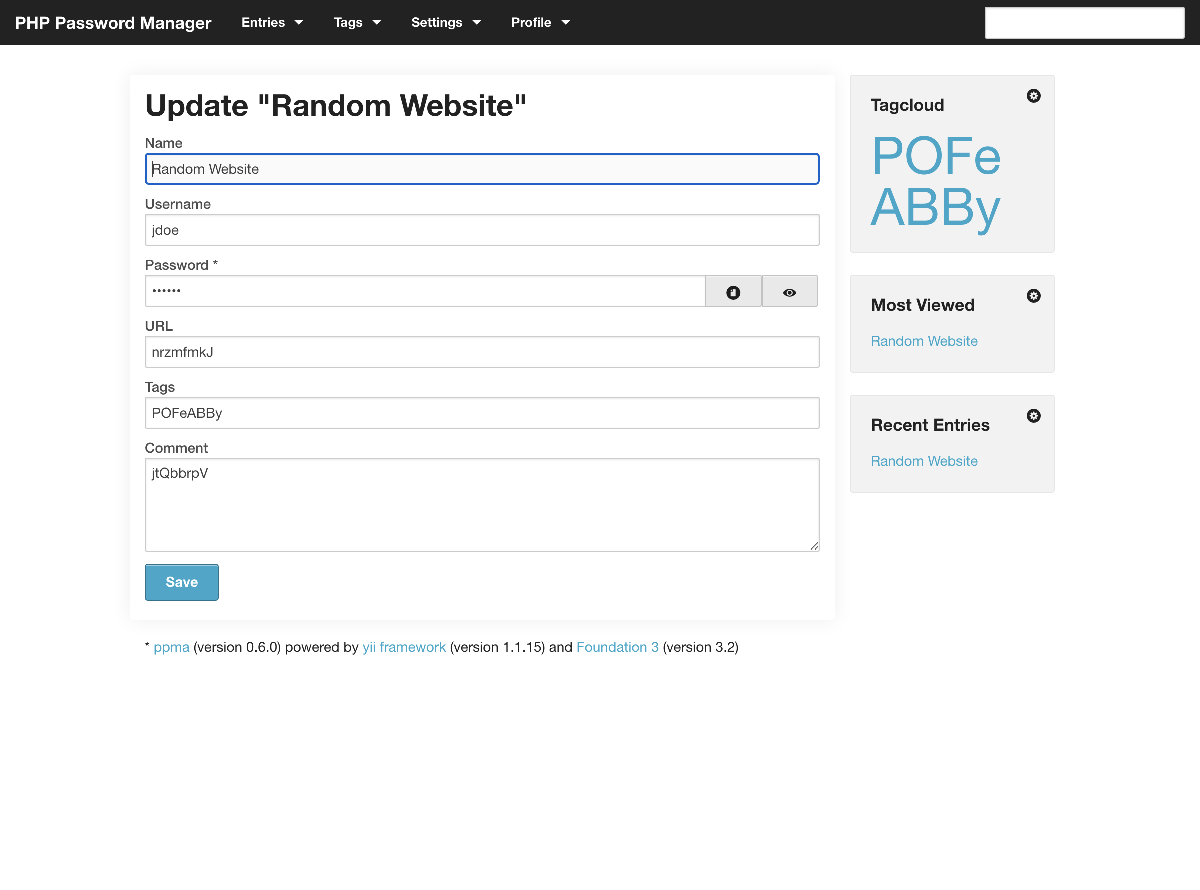 PHP Password Manager Entries Tags Settings Profile
Update "Random Website"
Name
Random Website
Username
jdoe
Password *
••••••
URL
nrzmfmkJ
Tags
POFeABBy
Comment
jtQbbrpV
Save
* ppma (version 0.6.0) powered by yii framework (version 1.1.15) and Foundation 3 (version 3.2)
Tagcloud
POFe
ABBy
Most Viewed
Random Website
Recent Entries
Random Website